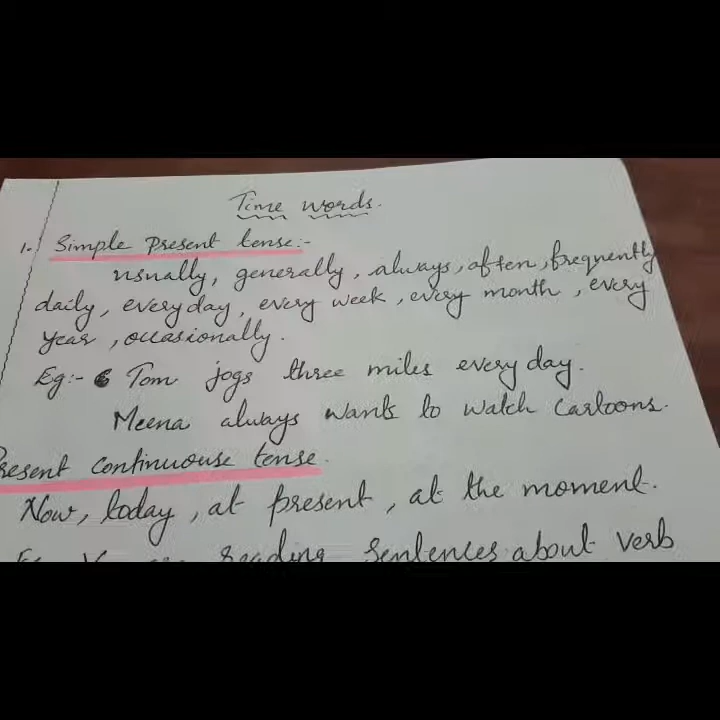 Time words.
1. Simple Present tense:-
usually, generally, always, often, frequently
daily, everyday, every week, every month, every
year, occasionally.
Eg:- Tom jogs three miles every day.
Meena always wants to watch cartoons.
resent continuouse tense.
Now, today, at present, at the moment.
reading sentences about verb